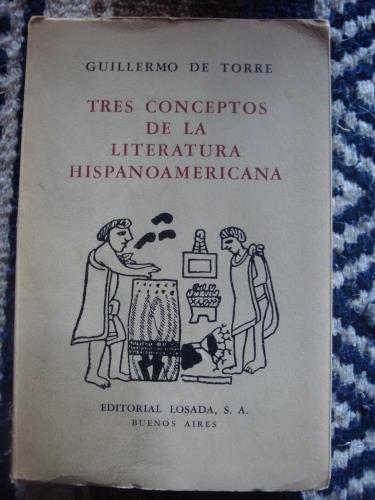 GUILLERMO DE TORRE
TRES CONCEPTOS
DE LA
LITERATURA
HISPANOAMERICANA
EDITORIAL LOSADA, S. A.
BUENOS AIRES